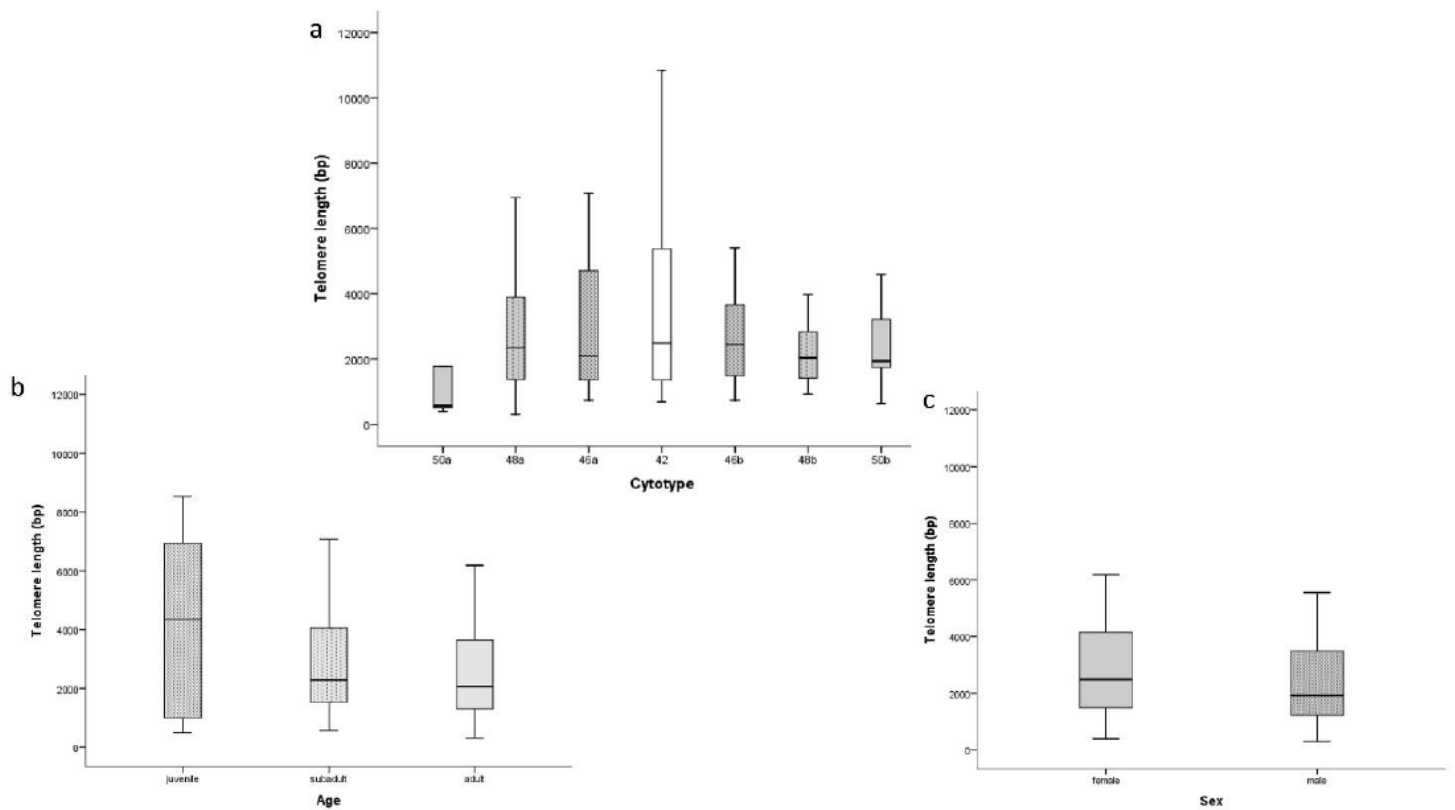 a
12000
10000
8000
6000
4000
2000
0
Telomere length (bp)
50a 48a 46a 42 46b 48b 50b
Cytotype
b
12000
10000
8000
6000
4000
2000
0
Telomere length (bp)
juvenile subadult adult
Age
c
12000
10000
8000
6000
4000
2000
0
Telomere length (bp)
female male
Sex